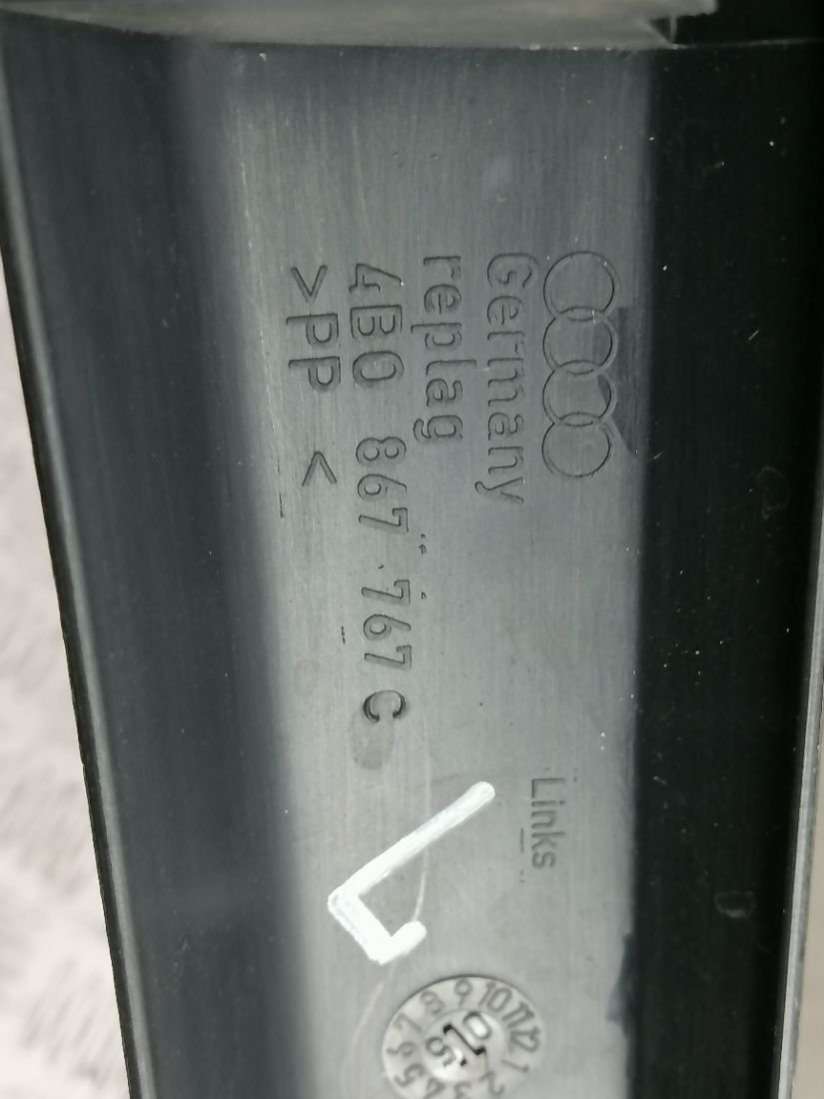 Germany
replag
4B0 867 767 C
>PP<
Links
L